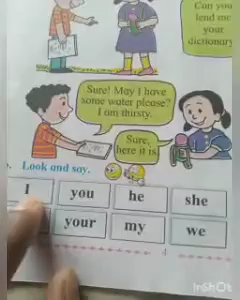 Can you
lend me
your
dictionary
Sure! May I have
some water please?
I am thirsty.
Sure,
here it is.
Look and say.
I
you
he
she
your
my
we
InShOt